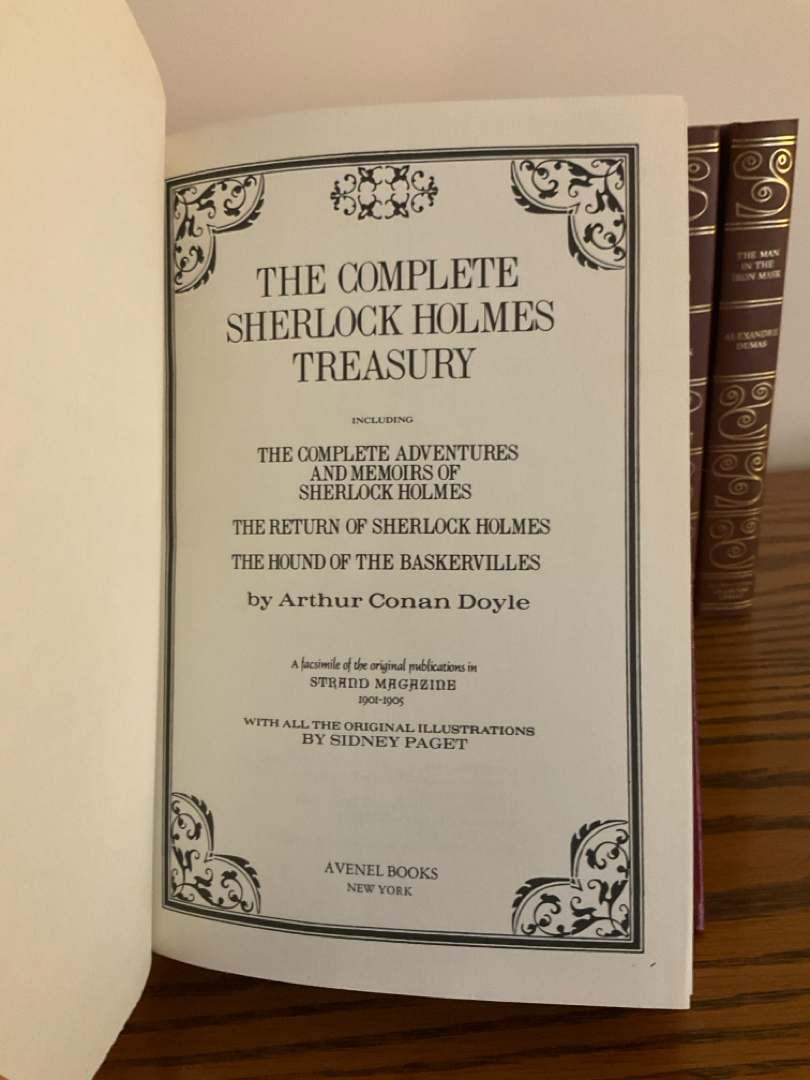 THE COMPLETE
SHERLOCK HOLMES
TREASURY
INCLUDING
THE COMPLETE ADVENTURES
AND MEMOIRS OF
SHERLOCK HOLMES
THE RETURN OF SHERLOCK HOLMES
THE HOUND OF THE BASKERVILLES
by Arthur Conan Doyle
A facsimile of the original publications in
STRAND MAGAZINE
1901-1905
WITH ALL THE ORIGINAL ILLUSTRATIONS
BY SIDNEY PAGET
AVENEL BOOKS
NEW YORK
THE MAN
IN THE
IRON MASK
ALEXANDRE
DUMAS